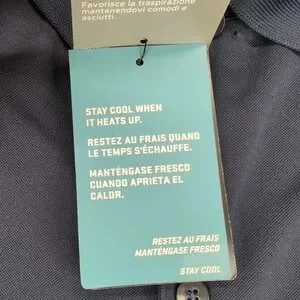 Favorisce la traspirazione
mantenendovi comodi e
asciutti.
STAY COOL WHEN
IT HEATS UP.
RESTEZ AU FRAIS QUAND
LE TEMPS S'ÉCHAUFFE.
MANTÉNGASE FRESCO
CUANDO APRIETA EL
CALOR.
RESTEZ AU FRAIS
MANTÉNGASE FRESCO
STAY COOL